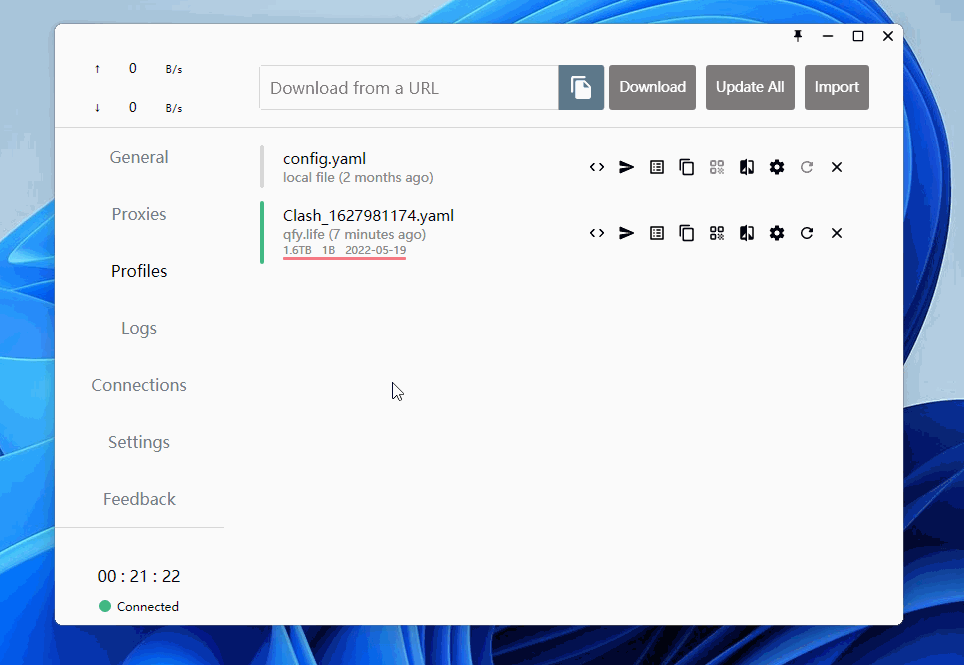 ↑ 0 B/s
↓ 0 B/s
Download from a URL
Download
Update All
Import
General
Proxies
Profiles
Logs
Connections
Settings
Feedback
00 : 21 : 22
Connected
config.yaml
local file (2 months ago)
Clash_1627981174.yaml
qfy.life (7 minutes ago)
1.6TB 1B 2022-05-19